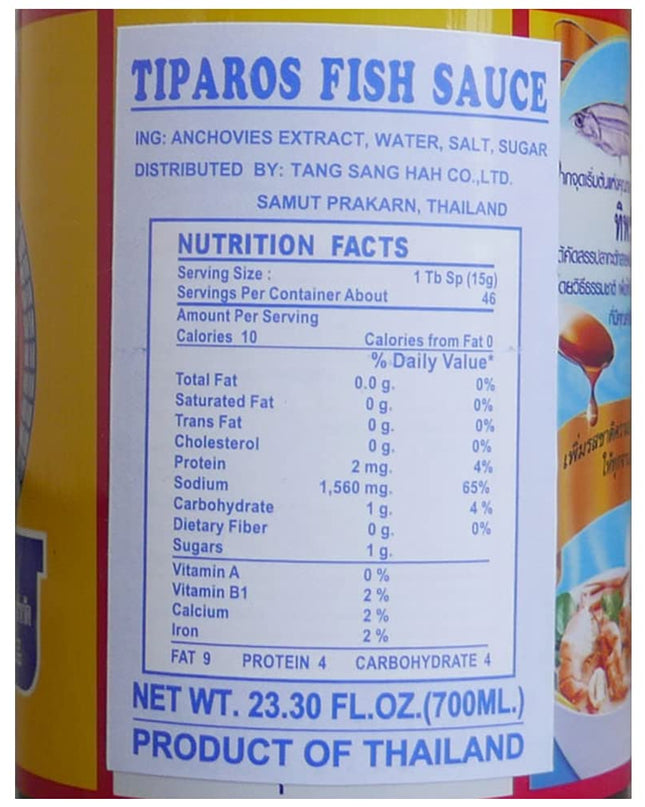 TIPAROS FISH SAUCE
ING: ANCHOVIES EXTRACT, WATER, SALT, SUGAR
DISTRIBUTED BY: TANG SANG HAH CO.,LTD.
SAMUT PRAKARN, THAILAND
NUTRITION FACTS
Serving Size : 1 Tb Sp (15g)
Servings Per Container About 46
Amount Per Serving
Calories 10 Calories from Fat 0
% Daily Value*
Total Fat 0.0 g. 0%
Saturated Fat 0 g. 0%
Trans Fat 0 g. 0%
Cholesterol 0 g. 0%
Protein 2 mg. 4%
Sodium 1,560 mg. 65%
Carbohydrate 1 g. 4 %
Dietary Fiber 0 g. 0%
Sugars 1 g.
Vitamin A 0 %
Vitamin B1 2 %
Calcium 2 %
Iron 2 %
FAT 9 PROTEIN 4 CARBOHYDRATE 4
NET WT. 23.30 FL.OZ.(700ML.)
PRODUCT OF THAILAND